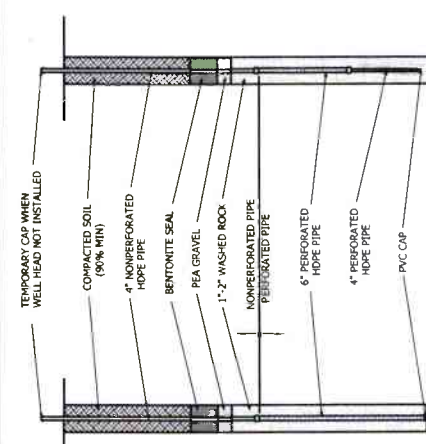 TEMPORARY CAP WHEN
WELL HEAD NOT INSTALLED
COMPACTED SOIL
(90% MIN)
4" NONPERFORATED
HDPE PIPE
BENTONITE SEAL
PEA GRAVEL
1"-2" WASHED ROCK
NONPERFORATED PIPE
PERFORATED PIPE
6" PERFORATED
HDPE PIPE
4" PERFORATED
HDPE PIPE
PVC CAP